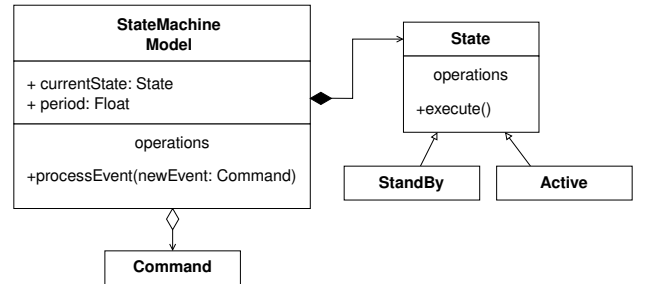 StateMachine
Model
+ currentState: State
+ period: Float
operations
+processEvent(newEvent: Command)
State
operations
+execute()
StandBy
Active
Command